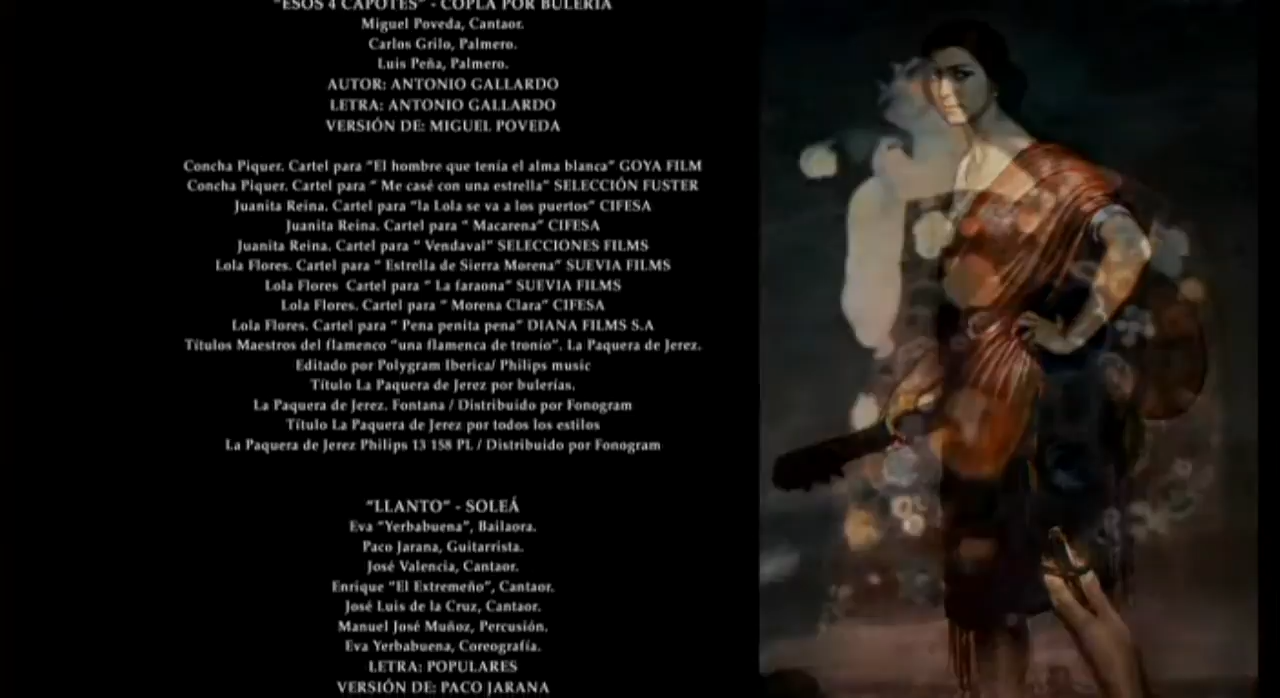 "ESOS 4 CAPOTES" - COPLA POR BULERÍA
Miguel Poveda, Cantaor.
Carlos Grilo, Palmero.
Luis Peña, Palmero.
AUTOR: ANTONIO GALLARDO
LETRA: ANTONIO GALLARDO
VERSIÓN DE: MIGUEL POVEDA
Concha Piquer. Cartel para "El hombre que tenía el alma blanca" GOYA FILM
Concha Piquer. Cartel para " Me casé con una estrella" SELECCIÓN FUSTER
Juanita Reina. Cartel para "la Lola se va a los puertos" CIFESA
Juanita Reina. Cartel para " Macarena" CIFESA
Juanita Reina. Cartel para " Vendaval" SELECCIONES FILMS
Lola Flores. Cartel para " Estrella de Sierra Morena" SUEVIA FILMS
Lola Flores Cartel para " La faraona" SUEVIA FILMS
Lola Flores. Cartel para " Morena Clara" CIFESA
Lola Flores. Cartel para " Pena penita pena" DIANA FILMS S.A
Títulos Maestros del flamenco "una flamenca de tronío". La Paquera de Jerez.
Editado por Polygram Iberica/ Philips music
Título La Paquera de Jerez por bulerías.
La Paquera de Jerez. Fontana / Distribuido por Fonogram
Título La Paquera de Jerez por todos los estilos
La Paquera de Jerez Philips 13 158 PL / Distribuido por Fonogram
"LLANTO" - SOLEÁ
Eva "Yerbabuena", Bailaora.
Paco Jarana, Guitarrista.
José Valencia, Cantaor.
Enrique "El Extremeño", Cantaor.
José Luis de la Cruz, Cantaor.
Manuel José Muñoz, Percusión.
Eva Yerbabuena, Coreografía.
LETRA: POPULARES
VERSIÓN DE: PACO JARANA